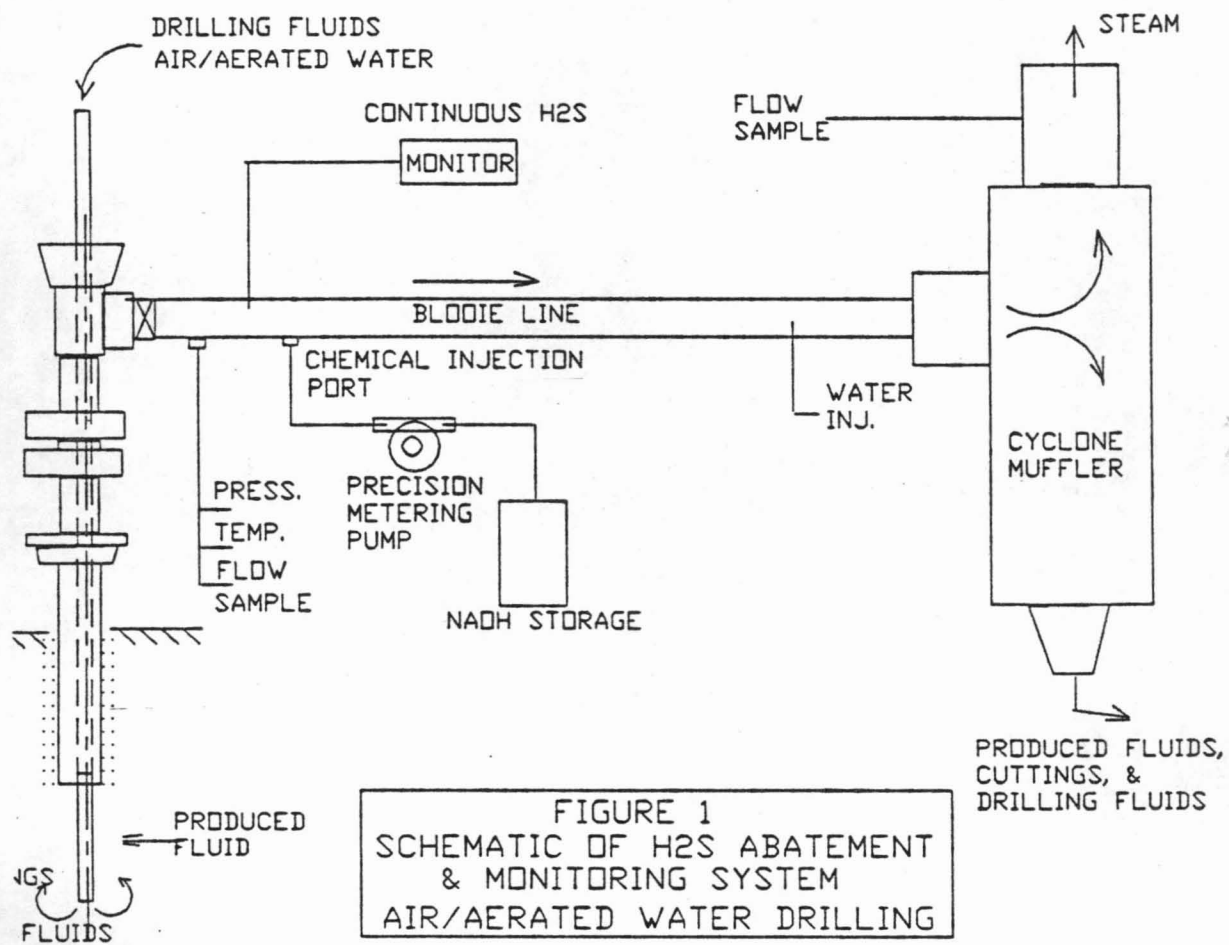 DRILLING FLUIDS
AIR/AERATED WATER
STEAM
FLOW
SAMPLE
CONTINUOUS H2S
MONITOR
BLOOIE LINE
CHEMICAL INJECTION
PORT
WATER
INJ.
CYCLONE
MUFFLER
PRESS.
TEMP.
FLOW
SAMPLE
PRECISION
METERING
PUMP
NAOH STORAGE
PRODUCED FLUIDS,
CUTTINGS, &
DRILLING FLUIDS
PRODUCED
FLUID
NGS
FLUIDS
FIGURE 1
SCHEMATIC OF H2S ABATEMENT
& MONITORING SYSTEM
AIR/AERATED WATER DRILLING